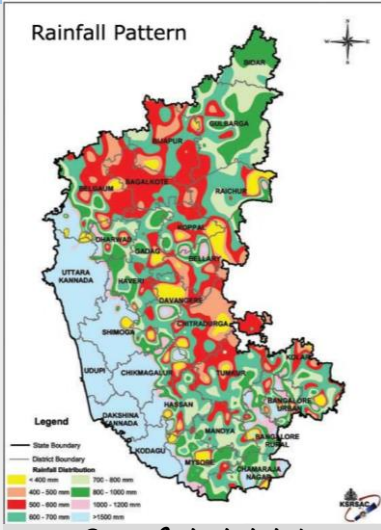 Rainfall Pattern
BIDAR
GULBARGA
BIJAPUR
BAGALKOTE
BELGAUM
RAICHUR
KOPPAL
DHARWAD
GADAG
BELLARY
UTTARA
KANNADA
HAVERI
DAVANGERE
CHITRADURGA
SHIMOGA
KOLAR
UDUPI
CHIKMAGALUR
TUMKUR
BANGALORE
URBAN
HASSAN
DAKSHINA
KANNADA
MANDYA
BANGALORE
RURAL
KODAGU
MYSORE
CHAMARAJA
NAGAR
Legend
State Boundary
District Boundary
Rainfall Distribution
< 400 mm
400 - 500 mm
500 - 600 mm
600 - 700 mm
700 - 800 mm
800 - 1000 mm
1000 - 1200 mm
>1500 mm
KSRSAC